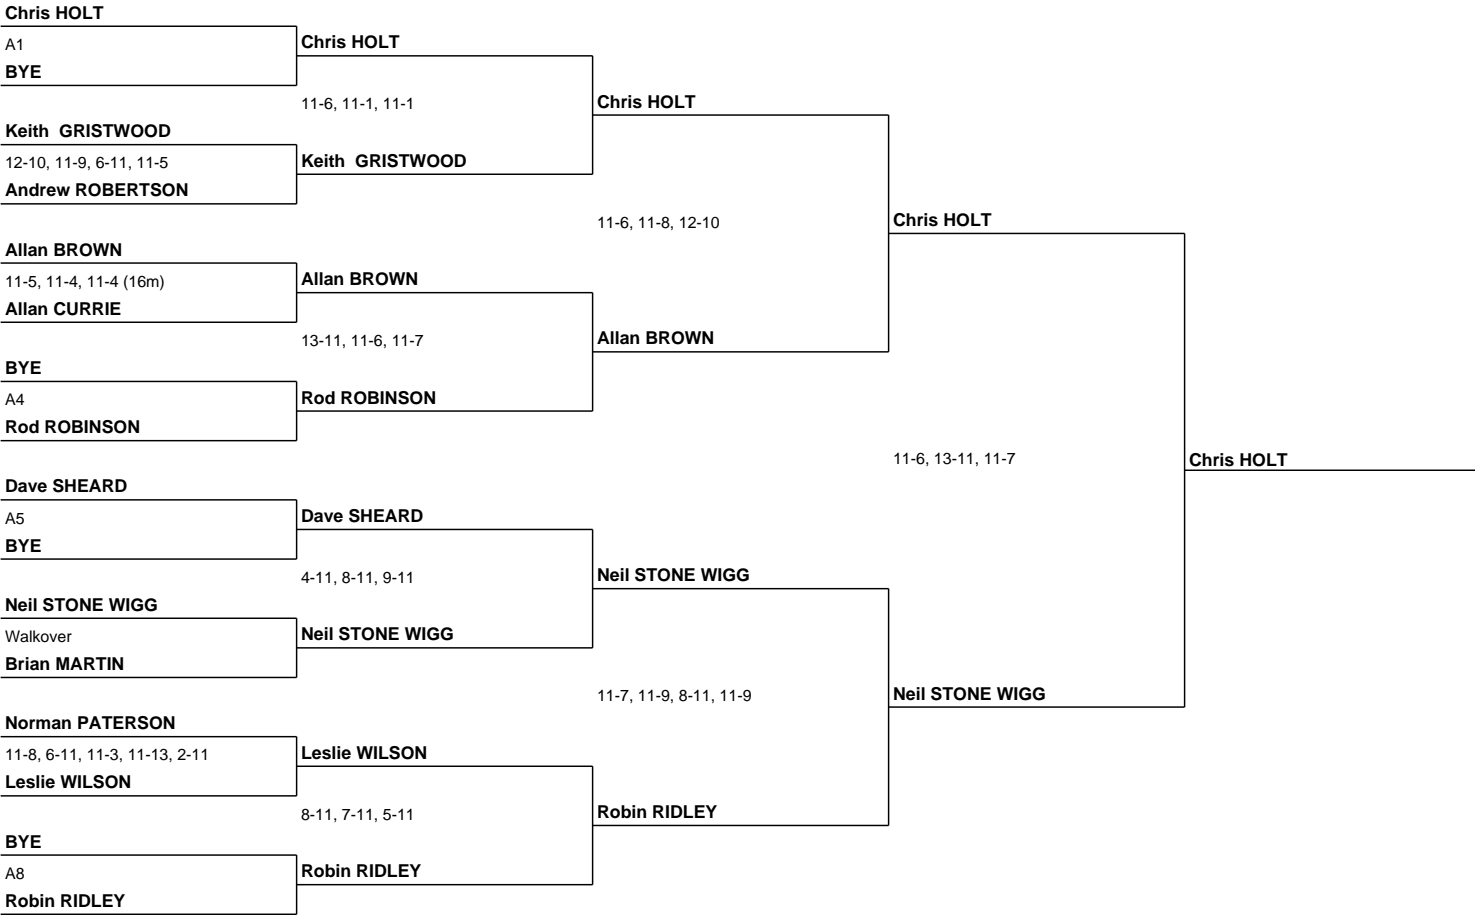 Chris HOLT
A1
BYE
Keith  GRISTWOOD
12-10, 11-9, 6-11, 11-5
Andrew ROBERTSON
Allan BROWN
11-5, 11-4, 11-4 (16m)
Allan CURRIE
BYE
A4
Rod ROBINSON
Dave SHEARD
A5
BYE
Neil STONE WIGG
Walkover
Brian MARTIN
Norman PATERSON
11-8, 6-11, 11-3, 11-13, 2-11
Leslie WILSON
BYE
A8
Robin RIDLEY
Chris HOLT
11-6, 11-1, 11-1
Keith  GRISTWOOD
Allan BROWN
13-11, 11-6, 11-7
Rod ROBINSON
Dave SHEARD
4-11, 8-11, 9-11
Neil STONE WIGG
Leslie WILSON
8-11, 7-11, 5-11
Robin RIDLEY
Chris HOLT
11-6, 11-8, 12-10
Allan BROWN
Neil STONE WIGG
11-7, 11-9, 8-11, 11-9
Robin RIDLEY
Chris HOLT
11-6, 13-11, 11-7
Neil STONE WIGG
Chris HOLT